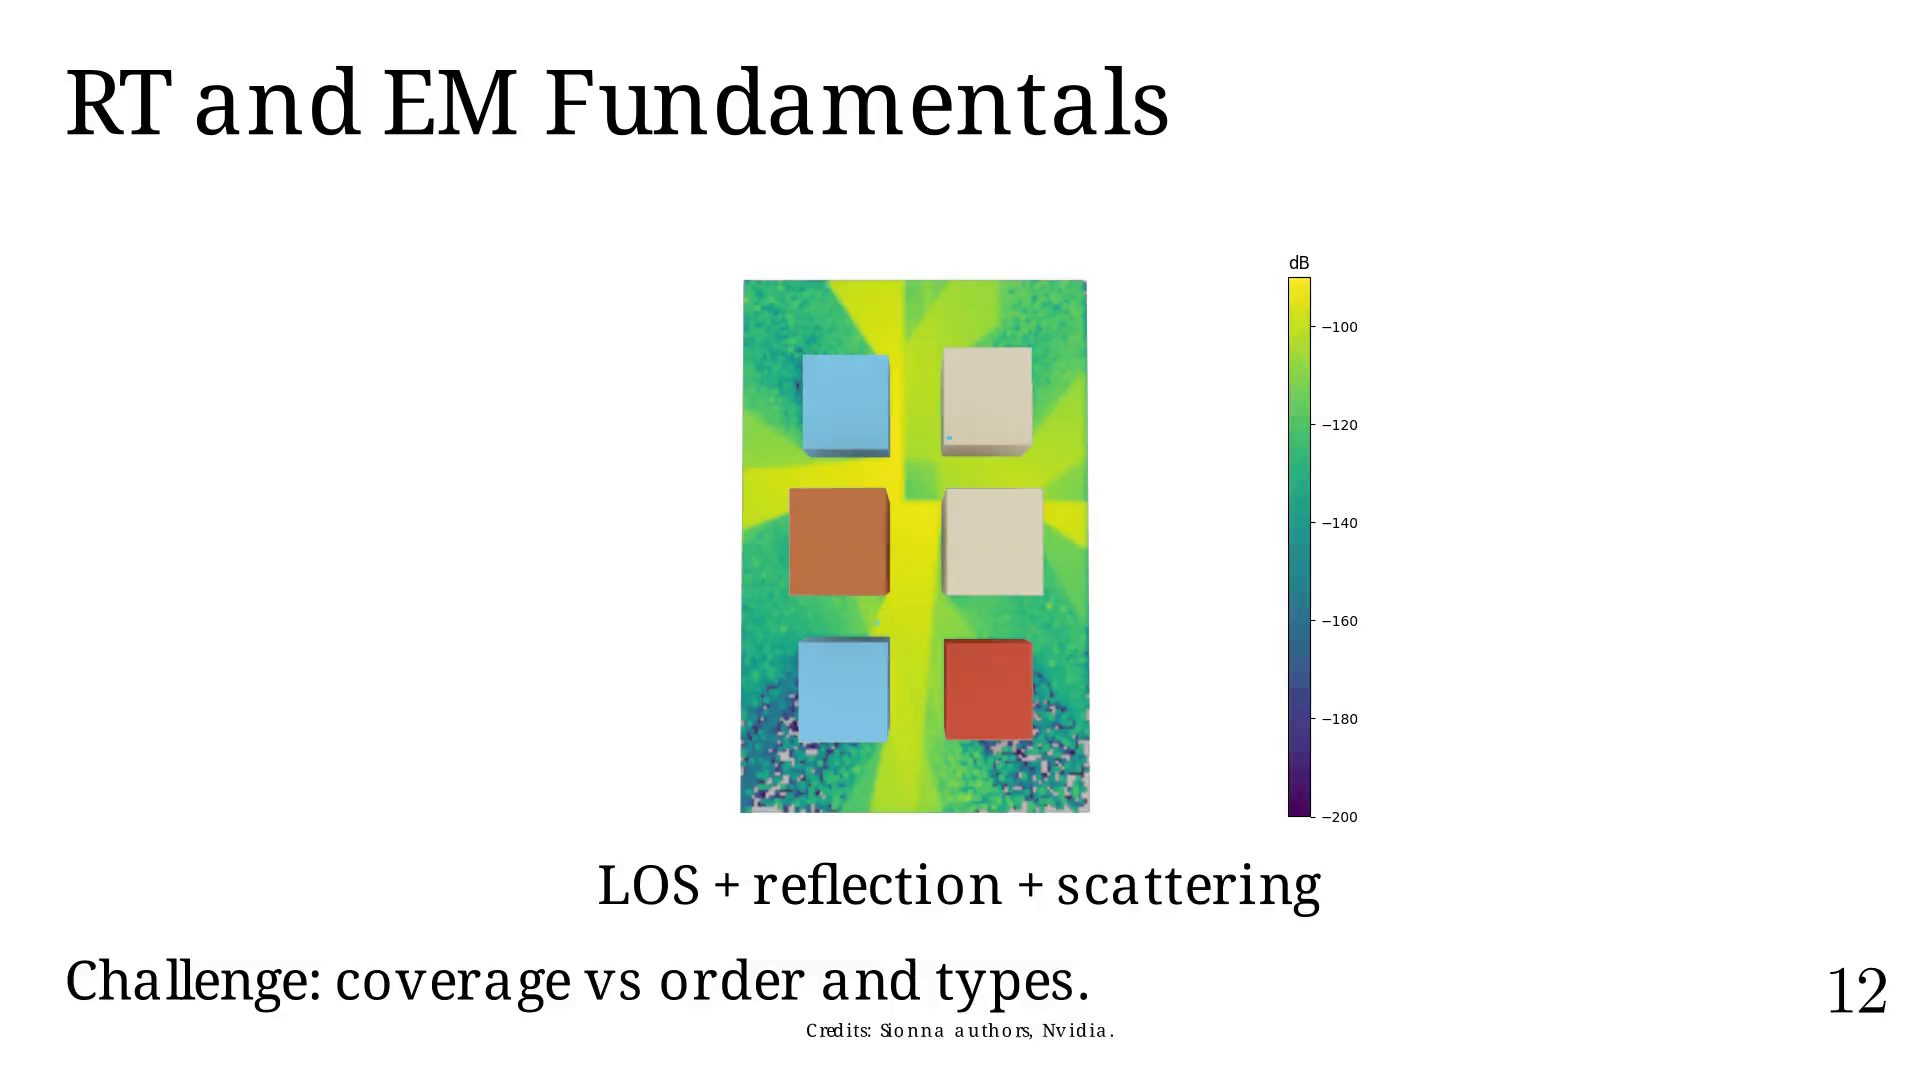 RT and EM Fundamentals
dB
−100
−120
−140
−160
−180
−200
LOS + reflection + scattering
Challenge: coverage vs order and types.
12
Credits: Sionna authors, Nvidia.